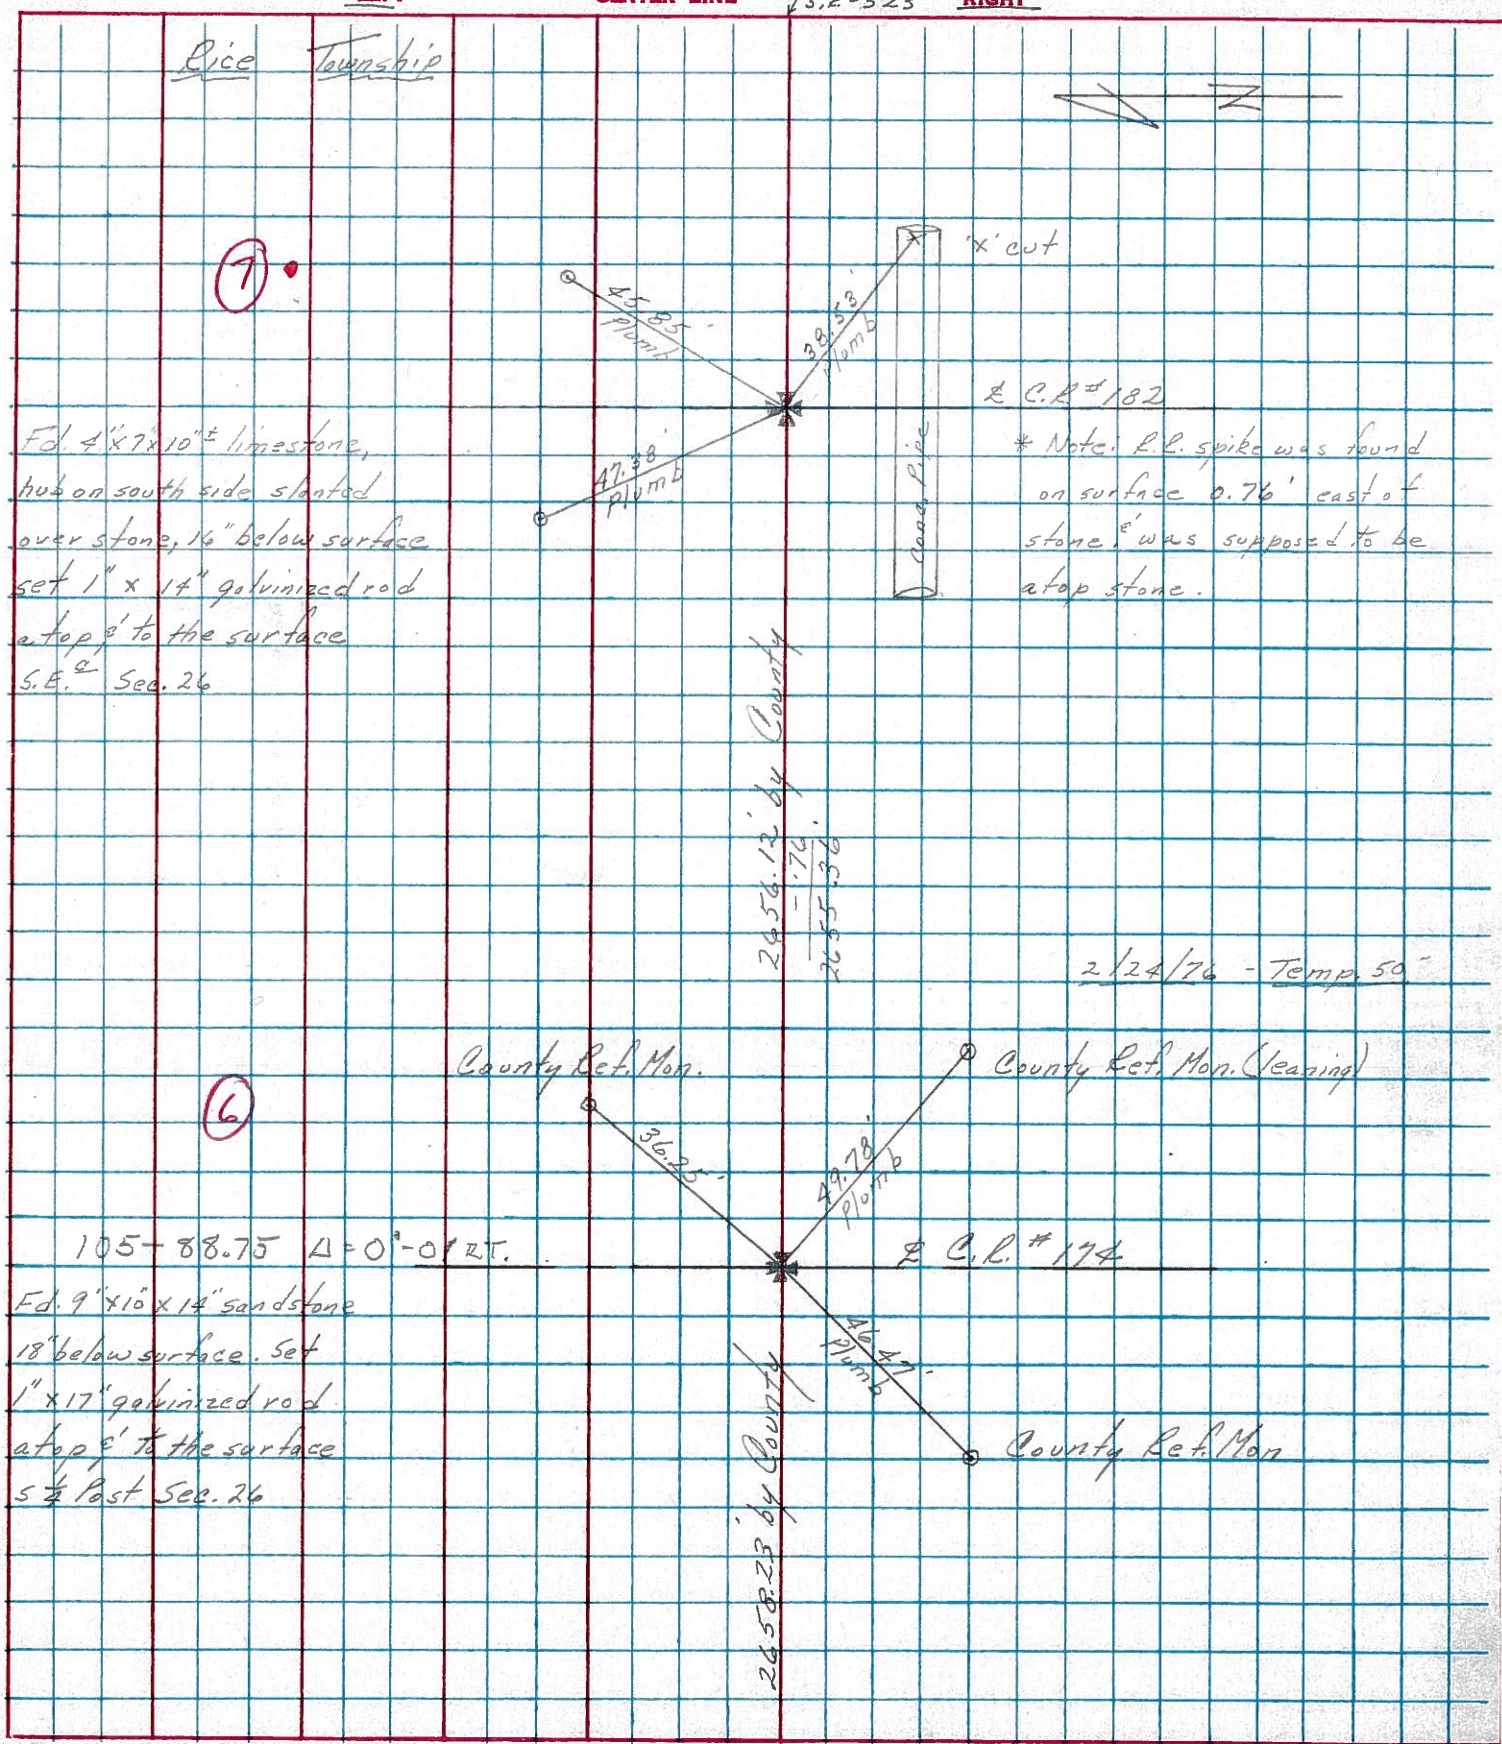 CENTER LINE
RIGHT
Rice Township
N
7
'x' cut
45.85'
Plumb
38.53'
Plumb
47.38'
Plumb
Conc. Pipe
℄ C.R.#182
* Note: R.R. spike was found
on surface 0.76' east of
stone & was supposed to be
atop stone.
Fd. 4"x7"x10"± limestone,
hub on south side slanted
over stone, 16" below surface
set 1" x 14" galvinized rod
atop & to the surface
S.E. Sec. 26
2656.12' by County
- .76'
2655.36'
2/24/76 - Temp. 50°
County Ref. Mon.
County Ref. Mon. (leaning)
6
36.25'
49.78'
Plumb
105+88.75 Δ=0°-01' RT.
℄ C.R. #174
Fd. 9"x10"x14" sandstone
18" below surface. Set
1"x17" galvinized rod
atop & to the surface
S ¼ Post Sec. 26
46.47'
Plumb
County Ref. Mon
2658.23' by County